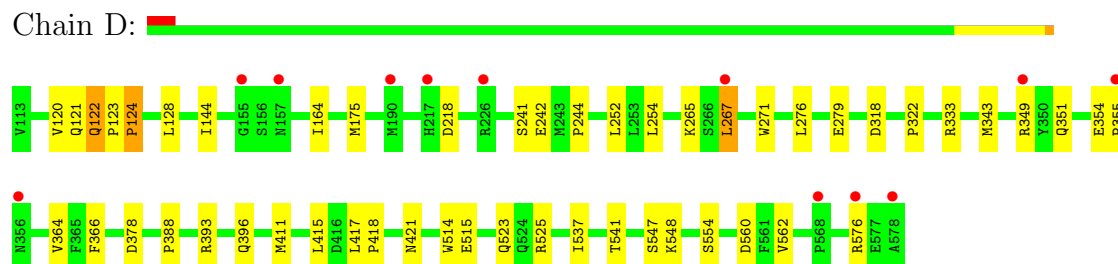 Chain D:
V113 V120 Q121 Q122 P123 P124 L128 I144 I164 G155 S156 N157 M175 M190 H217 D218 R226 S241 E242 M243 P244 L252 L253 L254 K265 S266 L267 W271 L276 E279 D318 P322 R333 M343 R349 Y350 Q351 E354
N356 V364 F365 F366 D378 P388 R393 Q396 M411 L415 D416 L417 P418 N421 W514 E515 Q523 Q524 R525 I537 T541 S547 K548 S554 D560 F561 V562 P568 R576 E577 A578